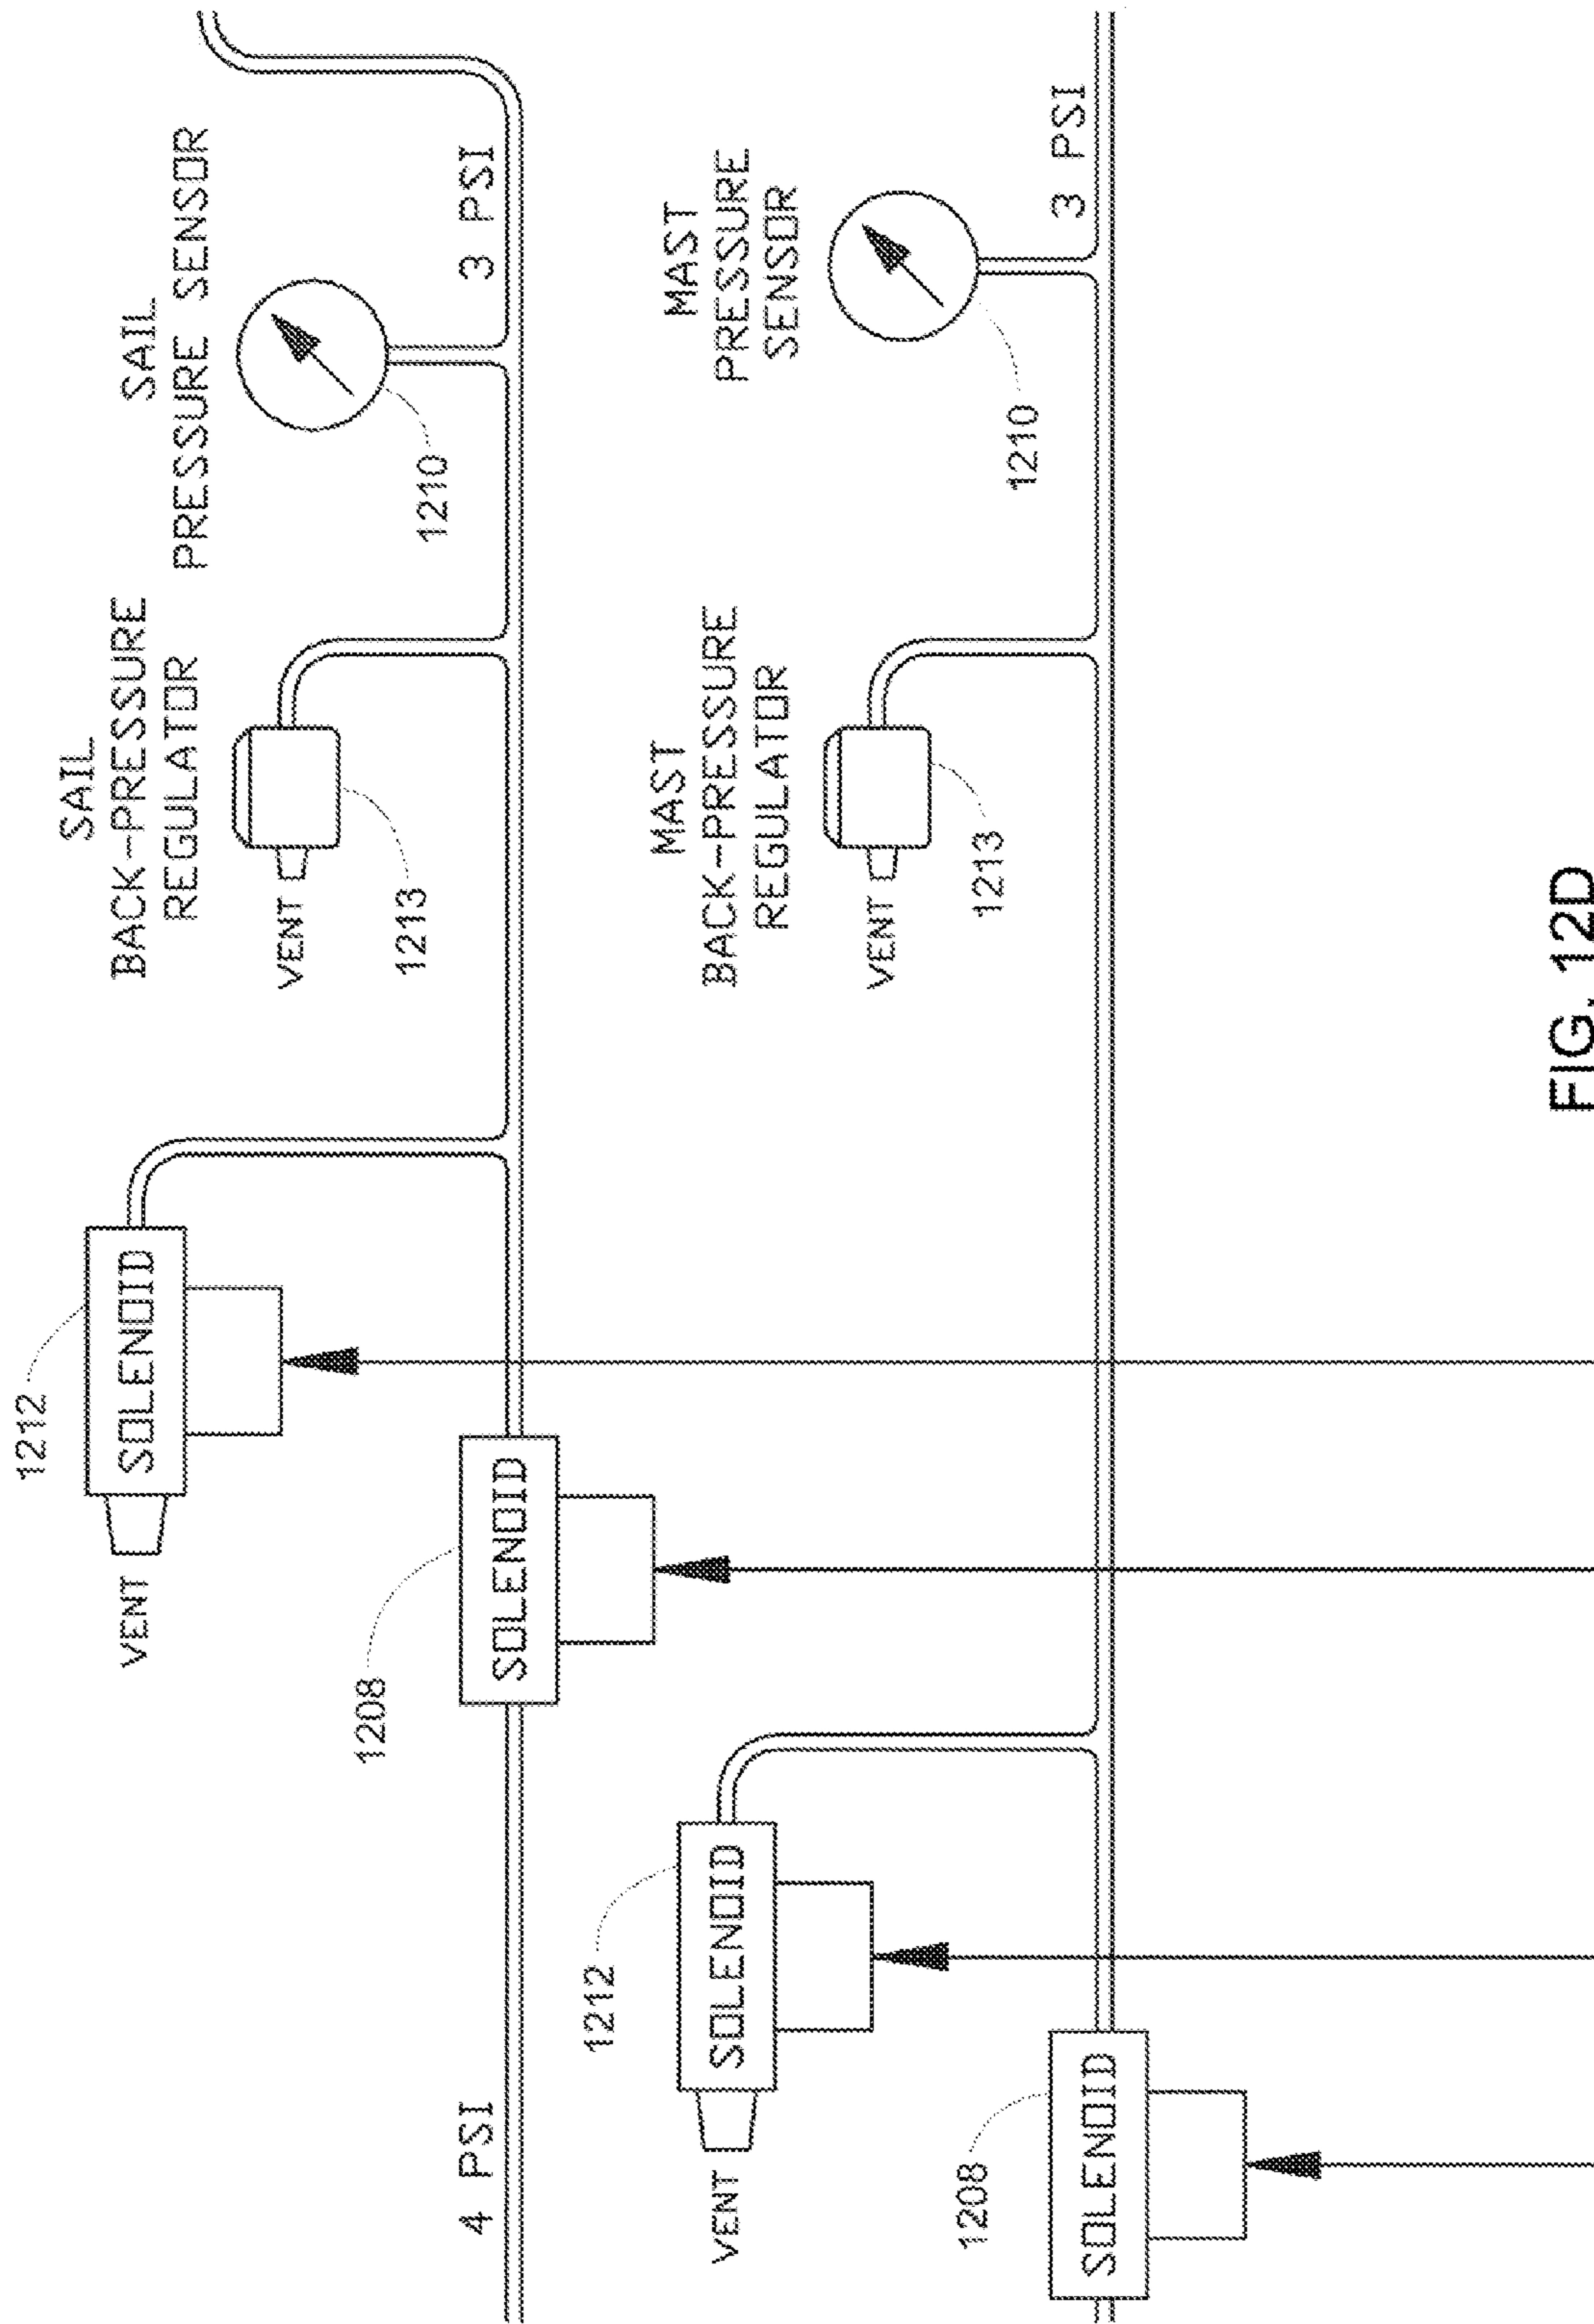 1212
VENT
SOLENOID
SAIL
BACK-PRESSURE
REGULATOR
VENT
1213
SAIL
PRESSURE SENSOR
1210
4 PSI
1208
SOLENOID
3 PSI
1212
VENT
SOLENOID
MAST
BACK-PRESSURE
REGULATOR
VENT
1213
MAST
PRESSURE
SENSOR
1210
1208
SOLENOID
3 PSI
FIG. 12D